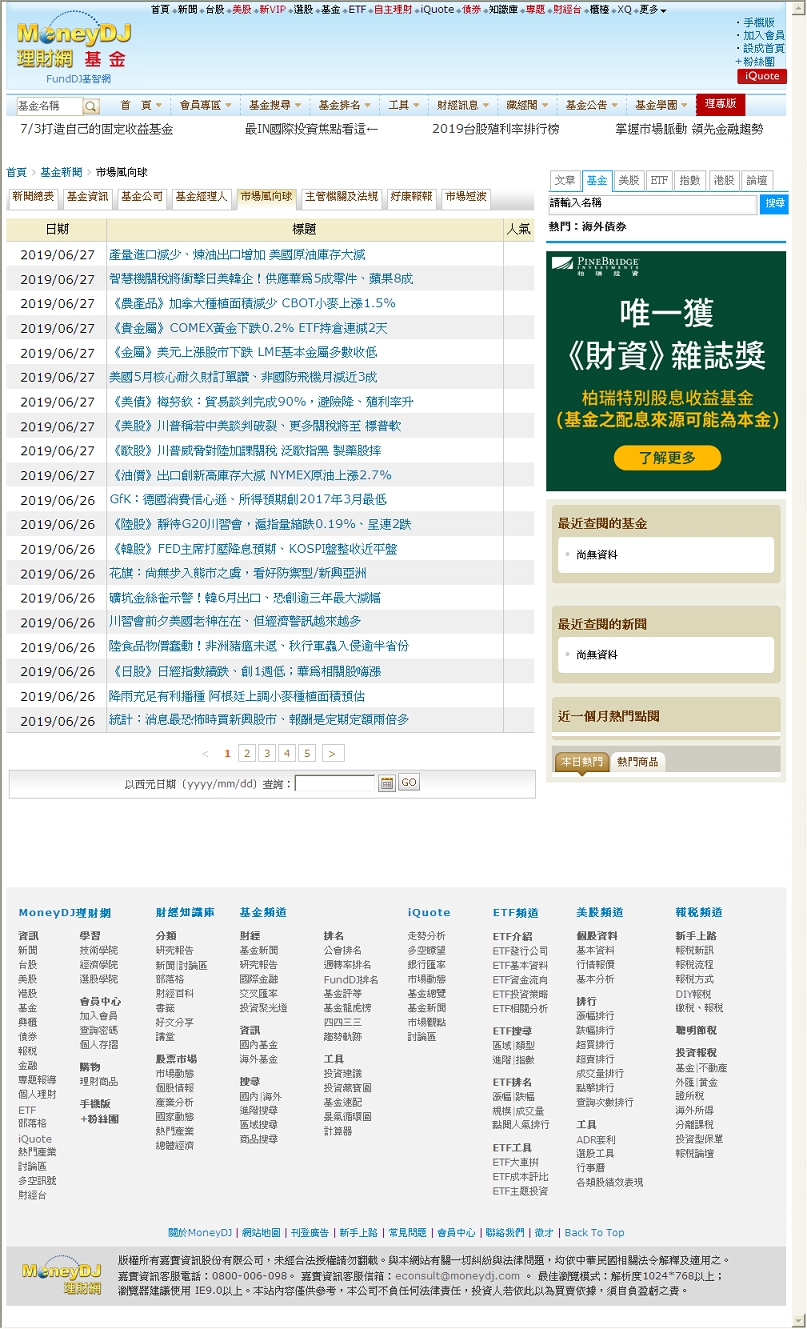 首頁 新聞 台股 美股 新VIP 選股 基金 ETF 自主理財 iQuote 債券 知識庫 專題 財經台 櫃檯 XQ 更多
MoneyDJ
理財網 基金
FundDJ基智網
手機版
加入會員
設成首頁
+粉絲團
iQuote
基金名稱
首 頁 會員專區 基金搜尋 基金排名 工具 財經訊息 藏經閣 基金公告 基金學園 理專版
7/3打造自己的固定收益基金 最IN國際投資焦點看這← 2019台股殖利率排行榜 掌握市場脈動 領先金融趨勢
首頁 > 基金新聞 > 市場風向球
新聞總表 基金資訊 基金公司 基金經理人 市場風向球 主管機關及法規 好康報報 市場短波
日期 標題 人氣
2019/06/27 產量進口減少、煉油出口增加 美國原油庫存大減
2019/06/27 智慧機關稅將衝擊日美韓企！供應華為5成零件、蘋果8成
2019/06/27 《農產品》加拿大種植面積減少 CBOT小麥上漲1.5%
2019/06/27 《貴金屬》COMEX黃金下跌0.2% ETF持倉連減2天
2019/06/27 《金屬》美元上漲股市下跌 LME基本金屬多數收低
2019/06/27 美國5月核心耐久財訂單讚、非國防飛機月減近3成
2019/06/27 《美債》梅努欽：貿易談判完成90%，避險降、殖利率升
2019/06/27 《美股》川普稱若中美談判破裂、更多關稅將至 標普軟
2019/06/27 《歐股》川普威脅對陸加課關稅 泛歐指黑 製藥股摔
2019/06/27 《油價》出口創新高庫存大減 NYMEX原油上漲2.7%
2019/06/26 GfK：德國消費信心遜、所得預期創2017年3月最低
2019/06/26 《陸股》靜待G20川習會，滬指量縮跌0.19%、呈連2跌
2019/06/26 《韓股》FED主席打壓降息預期、KOSPI盤整收近平盤
2019/06/26 花旗：尚無步入熊市之虞，看好防禦型/新興亞洲
2019/06/26 礦坑金絲雀示警！韓6月出口、恐創逾三年最大減幅
2019/06/26 川習會前夕美國老神在在、但經濟警訊越來越多
2019/06/26 陸食品物價蠢動！非洲豬瘟未退、秋行軍蟲入侵逾半省份
2019/06/26 《日股》日經指數續跌、創1週低；華為相關股嗨漲
2019/06/26 降雨充足有利播種 阿根廷上調小麥種植面積預估
2019/06/26 統計：消息最恐怖時買新興股市、報酬是定期定額兩倍多
< 1 2 3 4 5 >
以西元日期 (yyyy/mm/dd) 查詢： GO
文章 基金 美股 ETF 指數 港股 論壇
請輸入名稱 搜尋
熱門：海外債券
PINEBRIDGE
INVESTMENTS
柏瑞投資
唯一獲
《財資》雜誌獎
柏瑞特別股息收益基金
(基金之配息來源可能為本金)
了解更多
最近查閱的基金
尚無資料
最近查閱的新聞
尚無資料
近一個月熱門點閱
本日熱門 熱門商品
MoneyDJ理財網
資訊
新聞
台股
美股
港股
基金
興櫃
債券
報稅
金融
專題報導
個人理財
ETF
部落格
iQuote
熱門產業
討論區
多空訊號
財經台
學習
技術學院
經濟學院
選股學院
會員中心
加入會員
查詢密碼
個人存摺
購物
理財商品
手機版
+粉絲團
財經知識庫
分類
研究報告
新聞|討論區
部落格
財經百科
書籤
好文分享
講堂
股票市場
市場動態
個股情報
產業分析
國家動態
熱門產業
總體經濟
基金頻道
財經
基金新聞
研究報告
國際金融
交叉匯率
投資聚光燈
資訊
國內基金
海外基金
搜尋
國內|海外
進階搜尋
區域搜尋
商品搜尋
排名
公會排名
週轉率排名
FundDJ排名
基金評等
基金龍虎榜
四四三三
趨勢軌跡
工具
投資建議
投資藏寶圖
基金速配
景氣循環圖
計算器
iQuote
走勢分析
多空瞭望
銀行匯率
市場動態
基金總覽
基金新聞
市場觀點
討論區
ETF頻道
ETF介紹
ETF發行公司
ETF基本資料
ETF資金流向
ETF投資策略
ETF相關分析
ETF搜尋
區域|類型
進階|指數
ETF排名
漲幅|跌幅
規模|成交量
點閱人氣排行
ETF工具
ETF大車拼
ETF成本評比
ETF主題投資
美股頻道
個股資料
基本資料
行情報價
基本分析
排行
漲幅排行
跌幅排行
超買排行
超賣排行
成交量排行
點擊排行
查詢次數排行
工具
ADR套利
選股工具
行事曆
各類股績效表現
報稅頻道
新手上路
報稅新訊
報稅流程
報稅方式
DIY報稅
繳稅、報稅
聰明節稅
投資報稅
基金|不動產
外匯|黃金
證所稅
海外所得
分離課稅
投資型保單
報稅論壇
關於MoneyDJ | 網站地圖 | 刊登廣告 | 新手上路 | 常見問題 | 會員中心 | 聯絡我們 | 徵才 | Back To Top
MoneyDJ
理財網
版權所有嘉實資訊股份有限公司，未經合法授權請勿翻載。與本網站有關一切糾紛與法律問題，均依中華民國相關法令解釋及適用之。
嘉實資訊客服電話：0800-006-098。 嘉實資訊客服信箱：econsult@moneydj.com 。 最佳瀏覽模式：解析度1024*768以上；
瀏覽器建議使用 IE9.0以上。本站內容僅供參考，本公司不負任何法律責任，投資人若依此以為買賣依據，須自負盈虧之責。